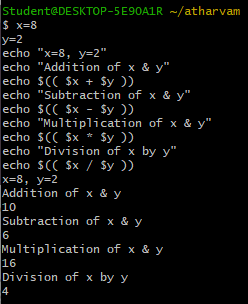 Student@DESKTOP-5E9OA1R ~/atharvam
$ x=8
y=2
echo "x=8, y=2"
echo "Addition of x & y"
echo $(( $x + $y ))
echo "Subtraction of x & y"
echo $(( $x - $y ))
echo "Multiplication of x & y"
echo $(( $x * $y ))
echo "Division of x by y"
echo $(( $x / $y ))
x=8, y=2
Addition of x & y
10
Subtraction of x & y
6
Multiplication of x & y
16
Division of x by y
4